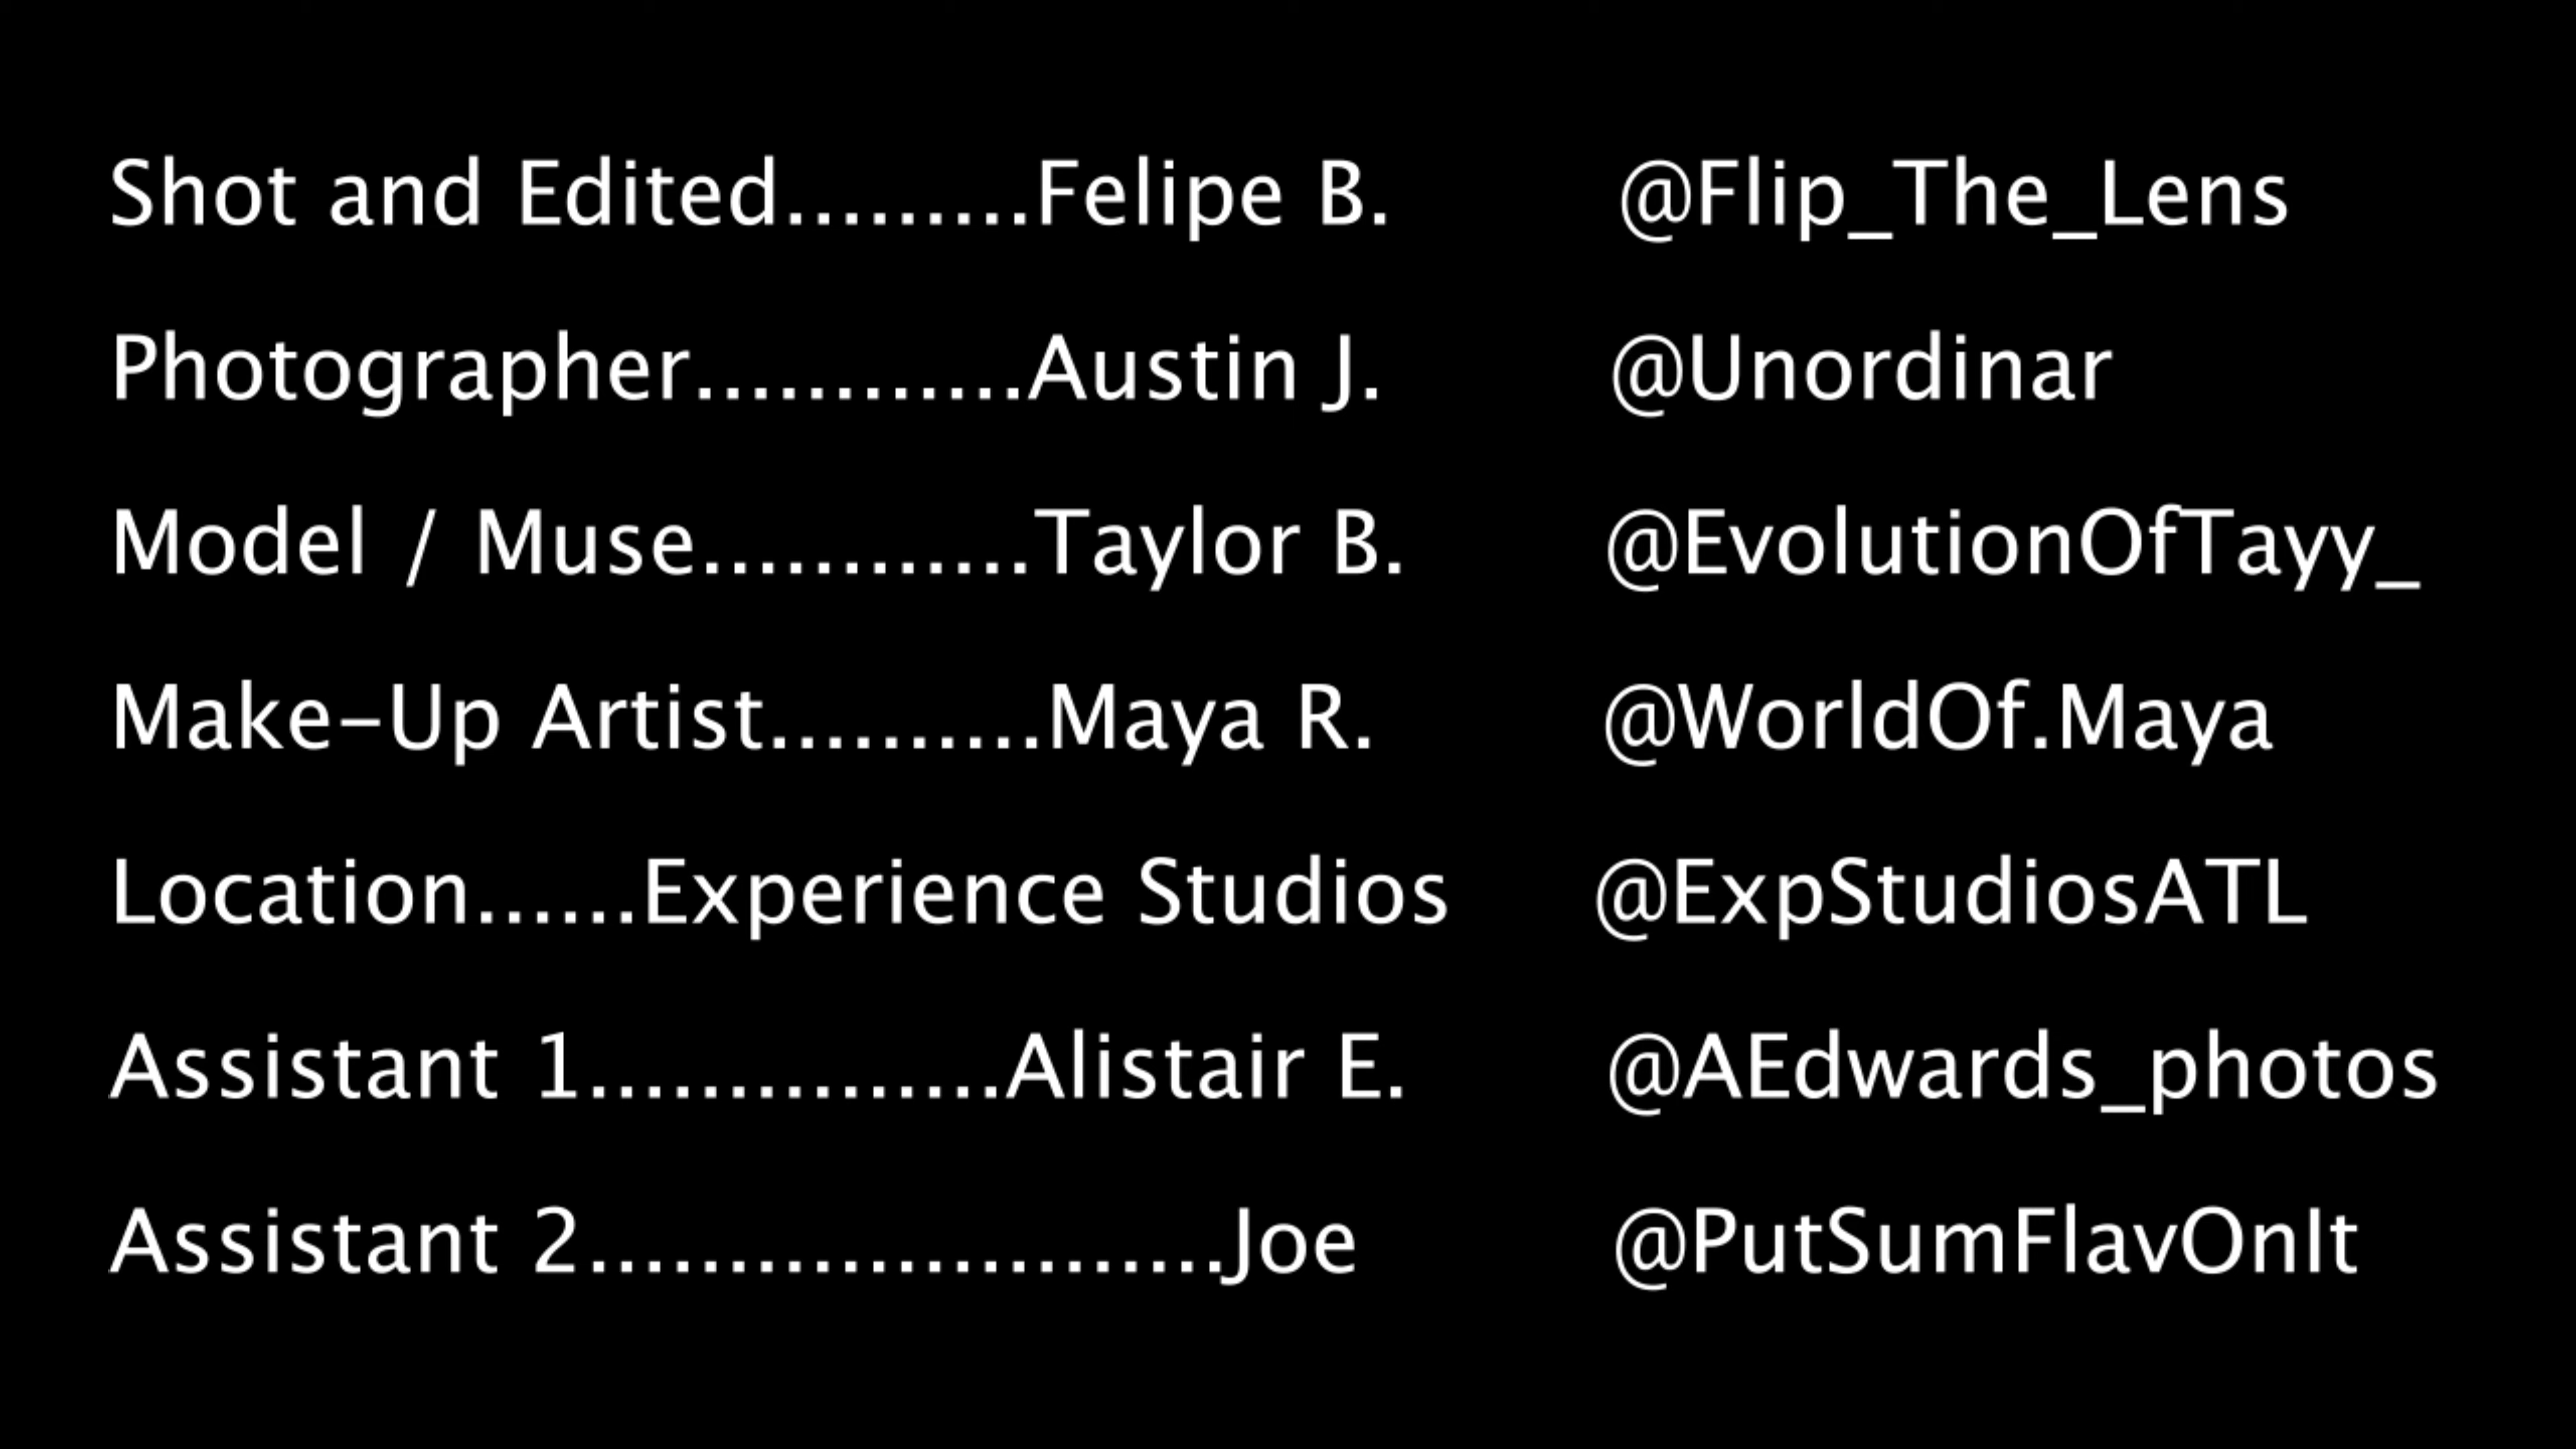 Shot and Edited.........Felipe B. @Flip_The_Lens
Photographer............Austin J. @Unordinar
Model / Muse............Taylor B. @EvolutionOfTayy_
Make-Up Artist..........Maya R. @WorldOf.Maya
Location......Experience Studios @ExpStudiosATL
Assistant 1...............Alistair E. @AEdwards_photos
Assistant 2.......................Joe @PutSumFlavOnIt